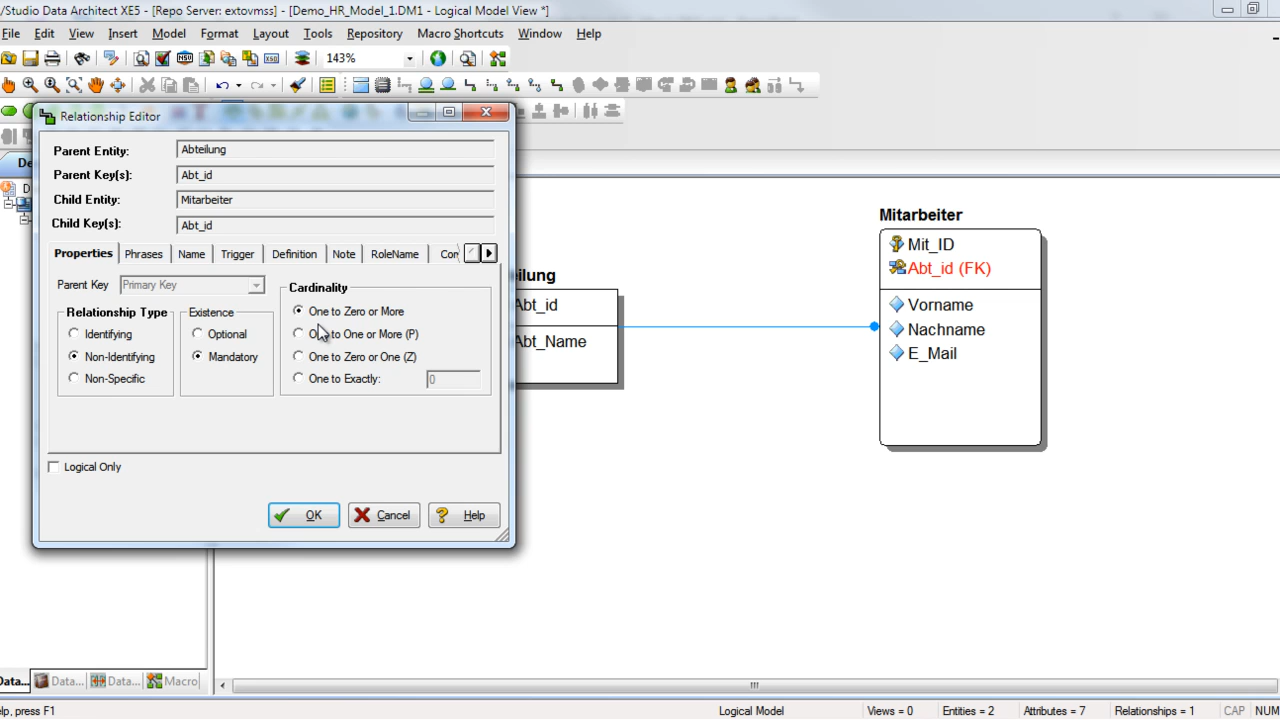 /Studio Data Architect XE5 - [Repo Server: extovmss] - [Demo_HR_Model_1.DM1 - Logical Model View *]
File Edit View Insert Model Format Layout Tools Repository Macro Shortcuts Window Help
143%
Relationship Editor
Parent Entity: Abteilung
Parent Key(s): Abt_id
Child Entity: Mitarbeiter
Child Key(s): Abt_id
Properties Phrases Name Trigger Definition Note RoleName
Parent Key Primary Key
Relationship Type
Identifying
Non-Identifying
Non-Specific
Existence
Optional
Mandatory
Cardinality
One to Zero or More
to One or More (P)
One to Zero or One (Z)
One to Exactly: 0
Logical Only
OK Cancel Help
ilung
Abt_id
Abt_Name
Mitarbeiter
Mit_ID
Abt_id (FK)
Vorname
Nachname
E_Mail
Data... Data... Data... Macro
elp, press F1
Logical Model
Views = 0
Entities = 2
Attributes = 7
Relationships = 1
CAP
NUM